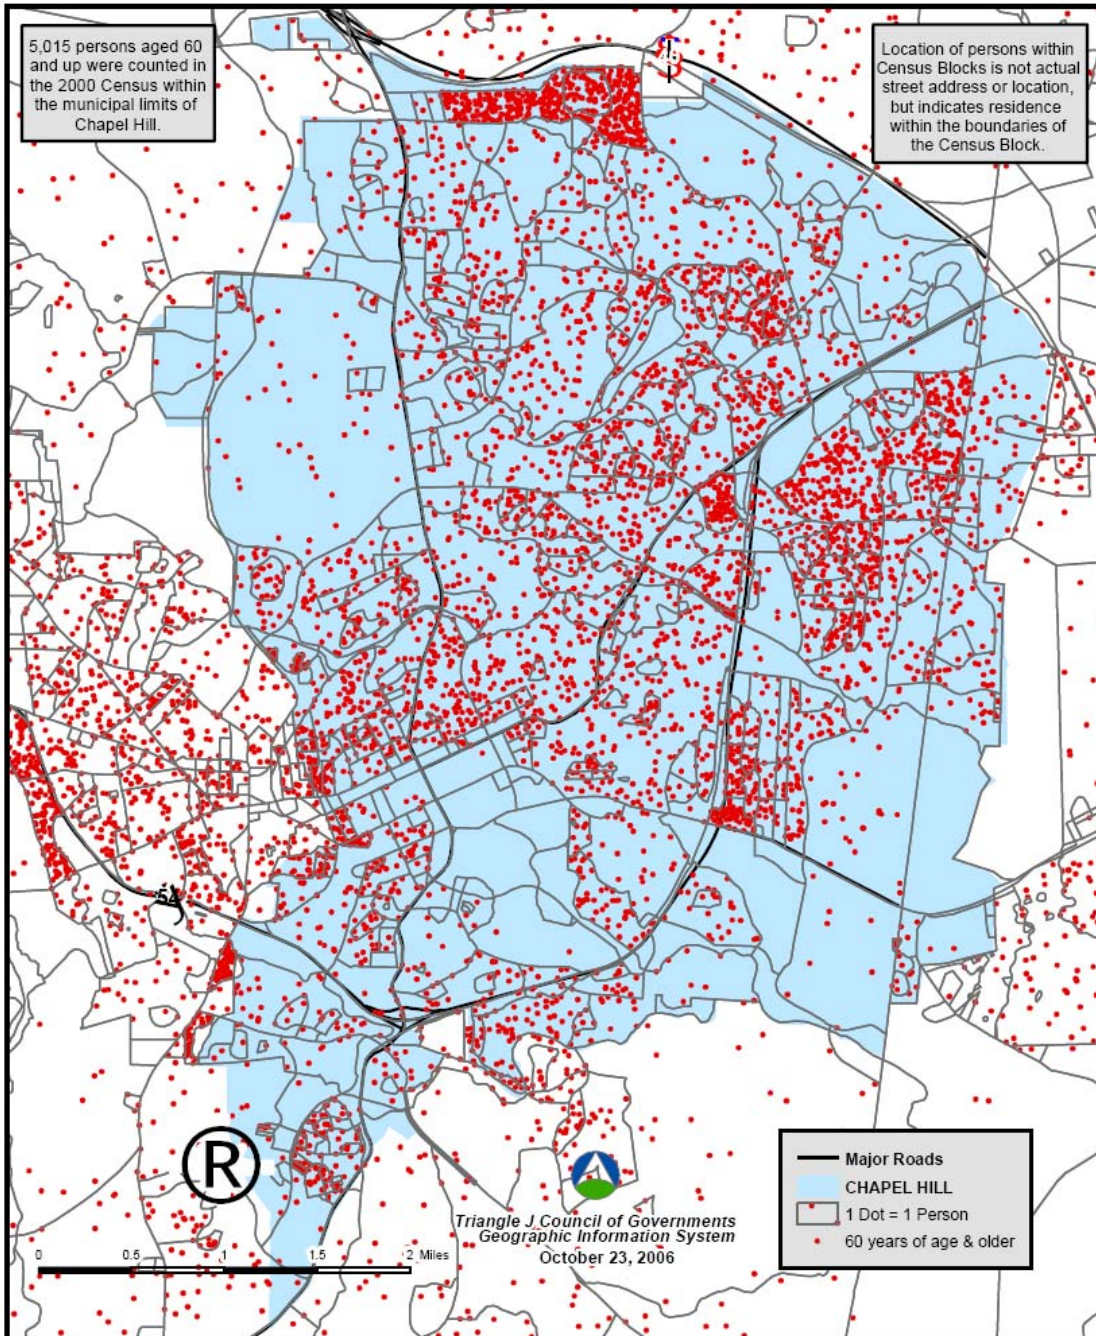 5,015 persons aged 60
and up were counted in
the 2000 Census within
the municipal limits of
Chapel Hill.
Location of persons within
Census Blocks is not actual
street address or location,
but indicates residence
within the boundaries of
the Census Block.
40
54
R
Major Roads
CHAPEL HILL
1 Dot = 1 Person
60 years of age & older
Triangle J Council of Governments
Geographic Information System
October 23, 2006
0 0.5 1 1.5 2 Miles